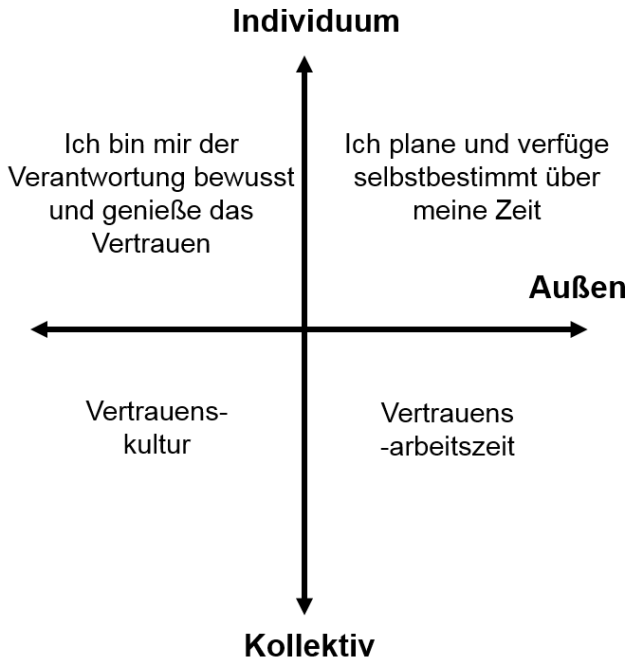 Individuum
Ich bin mir der
Verantwortung bewusst
und genieße das
Vertrauen
Ich plane und verfüge
selbstbestimmt über
meine Zeit
Außen
Vertrauens-
kultur
Vertrauens
-arbeitszeit
Kollektiv